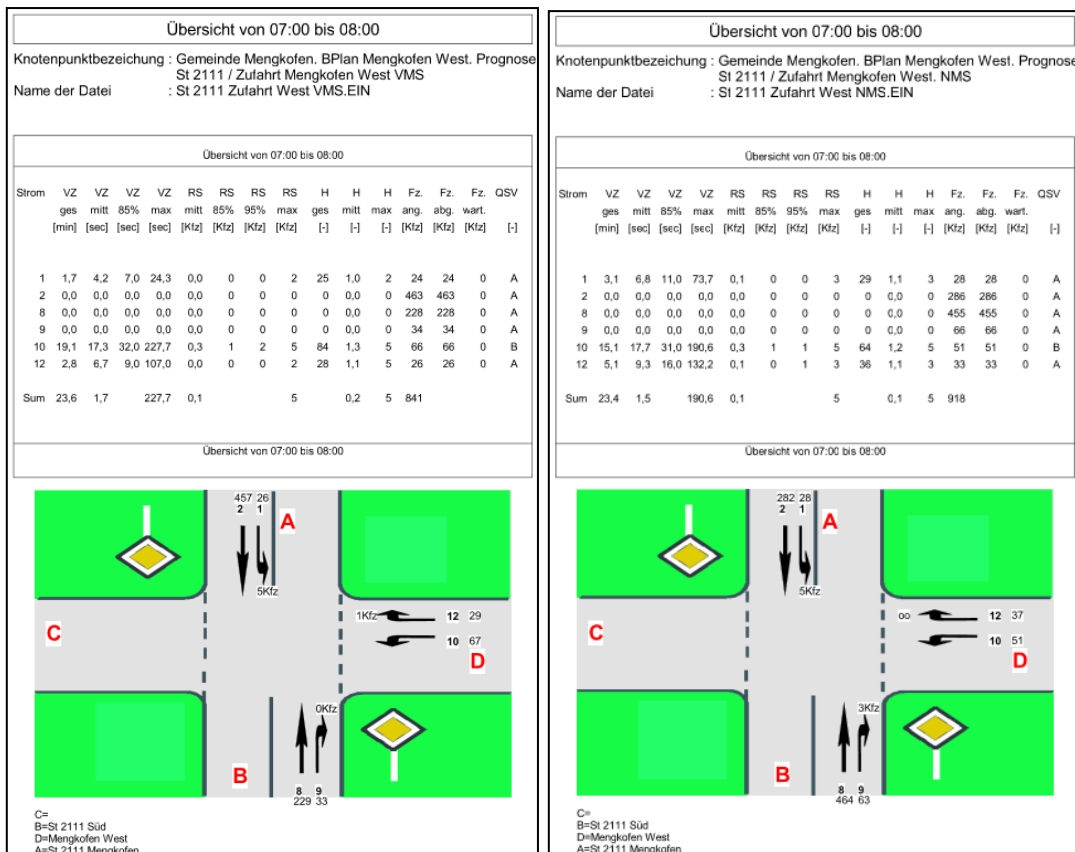 Übersicht von 07:00 bis 08:00
Knotenpunktbezeichung : Gemeinde Mengkofen. BPlan Mengkofen West. Prognose
St 2111 / Zufahrt Mengkofen West VMS
Name der Datei : St 2111 Zufahrt West VMS.EIN
Übersicht von 07:00 bis 08:00
Strom VZ VZ VZ VZ RS RS RS RS H H H Fz. Fz. Fz. QSV
ges mitt 85% max mitt 85% 95% max ges mitt max ang. abg. wart.
[min] [sec] [sec] [sec] [Kfz] [Kfz] [Kfz] [Kfz] [-] [-] [-] [Kfz] [Kfz] [Kfz] [-]
1 1,7 4,2 7,0 24,3 0,0 0 0 2 25 1,0 2 24 24 0 A
2 0,0 0,0 0,0 0,0 0,0 0 0 0 0 0,0 0 463 463 0 A
8 0,0 0,0 0,0 0,0 0,0 0 0 0 0 0,0 0 228 228 0 A
9 0,0 0,0 0,0 0,0 0,0 0 0 0 0 0,0 0 34 34 0 A
10 19,1 17,3 32,0 227,7 0,3 1 2 5 84 1,3 5 66 66 0 B
12 2,8 6,7 9,0 107,0 0,0 0 0 2 28 1,1 5 26 26 0 A
Sum 23,6 1,7 227,7 0,1 5 0,2 5 841
Übersicht von 07:00 bis 08:00
457 26
2 1
A
5Kfz
1Kfz 12 29
C
10 67
D
0Kfz
B
8 9
229 33
C=
B=St 2111 Süd
D=Mengkofen West
A=St 2111 Mengkofen
Übersicht von 07:00 bis 08:00
Knotenpunktbezeichung : Gemeinde Mengkofen. BPlan Mengkofen West. Prognose
St 2111 / Zufahrt Mengkofen West. NMS
Name der Datei : St 2111 Zufahrt West NMS.EIN
Übersicht von 07:00 bis 08:00
Strom VZ VZ VZ VZ RS RS RS RS H H H Fz. Fz. Fz. QSV
ges mitt 85% max mitt 85% 95% max ges mitt max ang. abg. wart.
[min] [sec] [sec] [sec] [Kfz] [Kfz] [Kfz] [Kfz] [-] [-] [-] [Kfz] [Kfz] [Kfz] [-]
1 3,1 6,8 11,0 73,7 0,1 0 0 3 29 1,1 3 28 28 0 A
2 0,0 0,0 0,0 0,0 0,0 0 0 0 0 0,0 0 286 286 0 A
8 0,0 0,0 0,0 0,0 0,0 0 0 0 0 0,0 0 455 455 0 A
9 0,0 0,0 0,0 0,0 0,0 0 0 0 0 0,0 0 66 66 0 A
10 15,1 17,7 31,0 190,6 0,3 1 1 5 64 1,2 5 51 51 0 B
12 5,1 9,3 16,0 132,2 0,1 0 1 3 36 1,1 3 33 33 0 A
Sum 23,4 1,5 190,6 0,1 5 0,1 5 918
Übersicht von 07:00 bis 08:00
282 28
2 1
A
5Kfz
oo 12 37
C
10 51
D
3Kfz
B
8 9
464 63
C=
B=St 2111 Süd
D=Mengkofen West
A=St 2111 Mengkofen